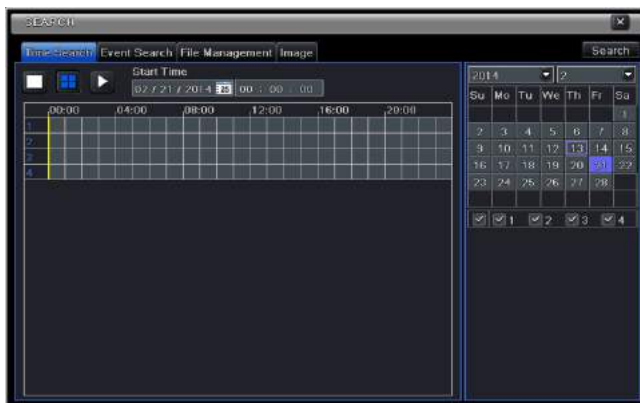 SEARCH
Time Search Event Search File Management Image Search
Start Time
02 / 21 / 2014 25 00 : 00 : 00
00:00 04:00 08:00 12:00 16:00 20:00
1
2
3
4
2014 2
Su Mo Tu We Th Fr Sa
1
2 3 4 5 6 7 8
9 10 11 12 13 14 15
16 17 18 19 20 21 22
23 24 25 26 27 28
1 2 3 4